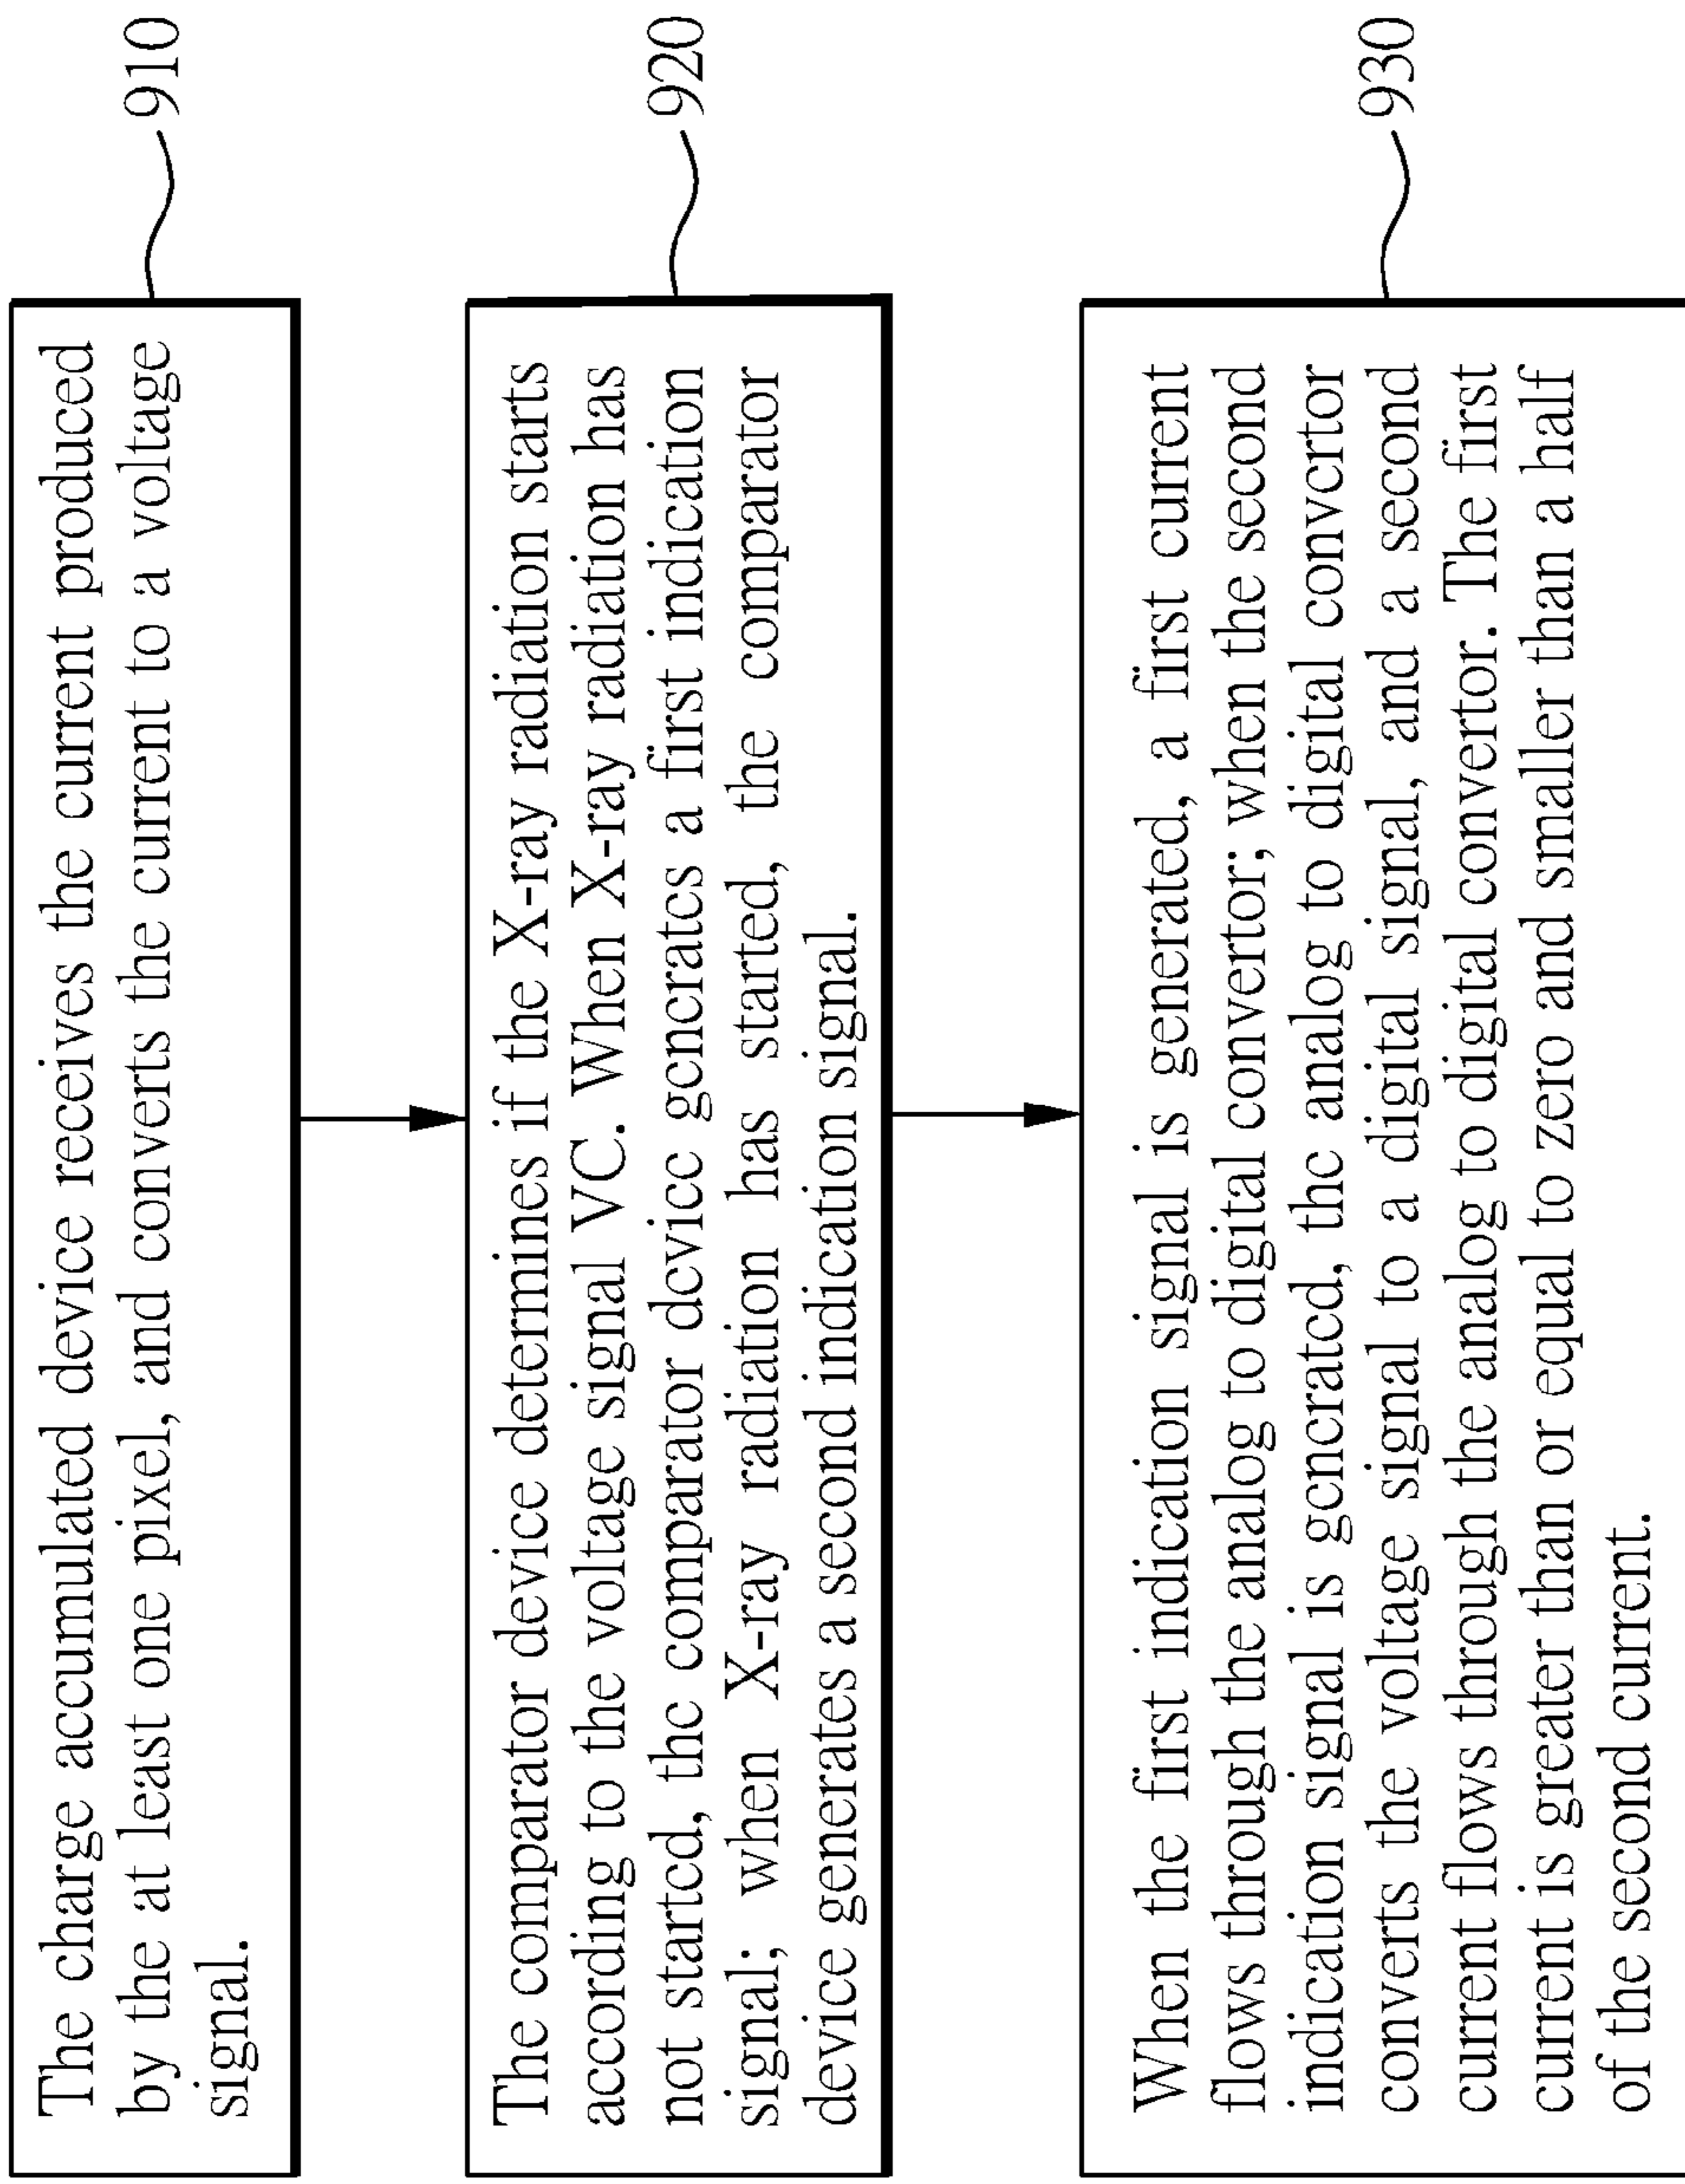 The charge accumulated device receives the current produced
by the at least one pixel, and converts the current to a voltage
signal.
910
The comparator device determines if the X-ray radiation starts
according to the voltage signal VC. When X-ray radiation has
not started, the comparator device generates a first indication
signal; when X-ray radiation has started, the comparator
device generates a second indication signal.
920
When the first indication signal is generated, a first current
flows through the analog to digital convertor; when the second
indication signal is generated, the analog to digital convertor
converts the voltage signal to a digital signal, and a second
current flows through the analog to digital convertor. The first
current is greater than or equal to zero and smaller than a half
of the second current.
930